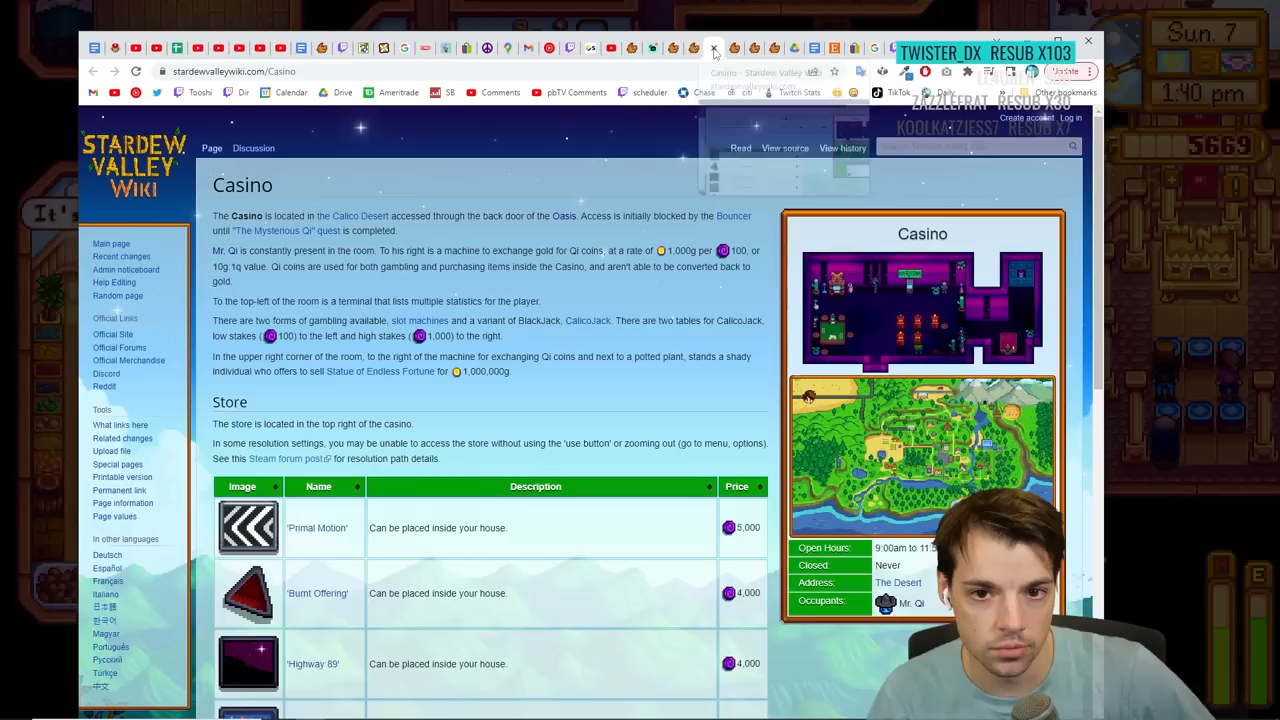 TWISTER_DX RESUB X103
ZAZZLEFRAT RESUB X30
KOOLKATJESS7 RESUB X7
Sun. 7
1:40 pm
5669
It's
stardewvalleywiki.com/Casino
Update
Tooshi
Dir
Calendar
Drive
Ameritrade
SB
Comments
pbTV Comments
scheduler
Chase
citi
Twitch Stats
TikTok
Daily
Other bookmarks
Casino - Stardew Valley Wiki
stardewvalleywiki.com
Create account
Log in
STARDEW
VALLEY
WIKI
Page
Discussion
Read
View source
View history
Main page
Recent changes
Admin noticeboard
Help Editing
Random page
Official Links
Official Site
Official Forums
Official Merchandise
Discord
Reddit
Tools
What links here
Related changes
Upload file
Special pages
Printable version
Permanent link
Page information
Page values
In other languages
Deutsch
Español
Français
Italiano
日本語
한국어
Magyar
Português
Русский
Türkçe
中文
Casino
The Casino is located in the Calico Desert accessed through the back door of the Oasis. Access is initially blocked by the Bouncer
until "The Mysterious Qi" quest is completed.
Mr. Qi is constantly present in the room. To his right is a machine to exchange gold for Qi coins, at a rate of 1,000g per 100, or
10g:1q value. Qi coins are used for both gambling and purchasing items inside the Casino, and aren't able to be converted back to
gold.
To the top-left of the room is a terminal that lists multiple statistics for the player.
There are two forms of gambling available, slot machines and a variant of BlackJack, CalicoJack. There are two tables for CalicoJack,
low stakes (100) to the left and high stakes (1,000) to the right.
In the upper right corner of the room, to the right of the machine for exchanging Qi coins and next to a potted plant, stands a shady
individual who offers to sell Statue of Endless Fortune for 1,000,000g.
Store
The store is located in the top right of the casino.
In some resolution settings, you may be unable to access the store without using the 'use button' or zooming out (go to menu, options).
See this Steam forum post for resolution path details.
Image
Name
Description
Price
'Primal Motion'
Can be placed inside your house.
5,000
'Burnt Offering'
Can be placed inside your house.
4,000
'Highway 89'
Can be placed inside your house.
4,000
Casino
Open Hours:
9:00am to 11:5
Closed:
Never
Address:
The Desert
Occupants:
Mr. Qi
E